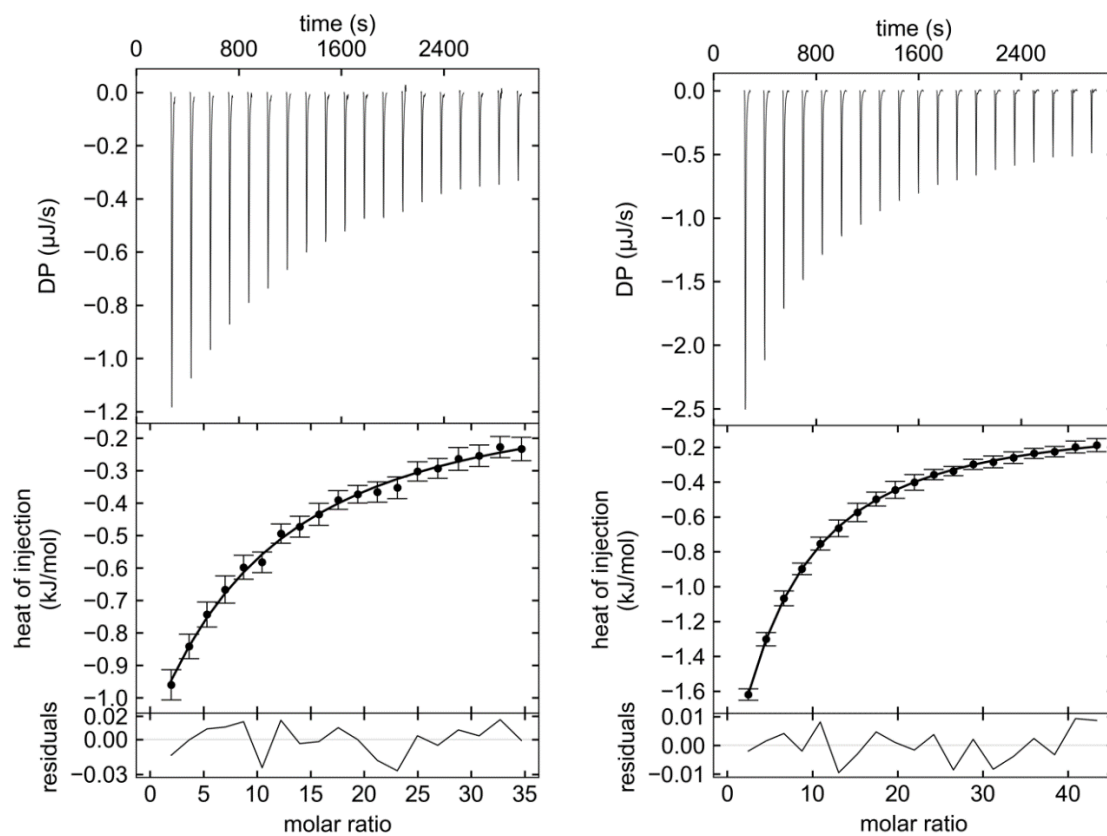 time (s)
0 800 1600 2400
DP (µJ/s)
0.0
−0.2
−0.4
−0.6
−0.8
−1.0
−1.2
heat of injection
(kJ/mol)
−0.2
−0.3
−0.4
−0.5
−0.6
−0.7
−0.8
−0.9
−1.0
residuals
0.02
0.00
−0.03
0 5 10 15 20 25 30 35
molar ratio
time (s)
0 800 1600 2400
DP (µJ/s)
0.0
−0.5
−1.0
−1.5
−2.0
−2.5
heat of injection
(kJ/mol)
−0.2
−0.4
−0.6
−0.8
−1.0
−1.2
−1.4
−1.6
residuals
0.01
0.00
−0.01
0 10 20 30 40
molar ratio